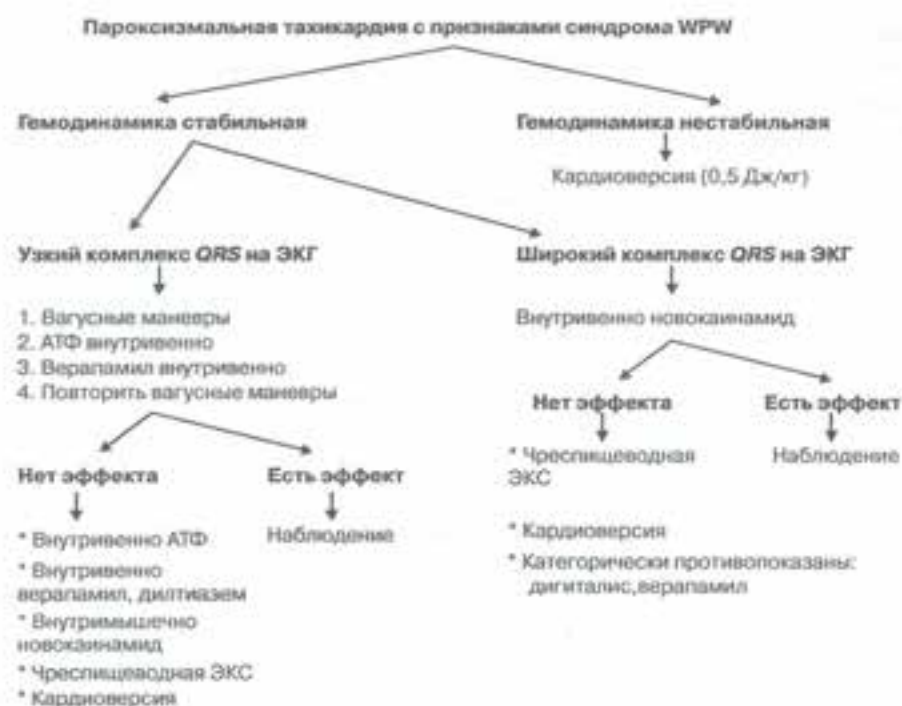 Пароксизмальная тахикардия с признаками синдрома WPW
Гемодинамика стабильная
Гемодинамика нестабильная
Кардиоверсия (0,5 Дж/кг)
Узкий комплекс QRS на ЭКГ
1. Вагусные маневры
2. АТФ внутривенно
3. Верапамил внутривенно
4. Повторить вагусные маневры
Нет эффекта
* Внутривенно АТФ
* Внутривенно
верапамил, дилтиазем
* Внутримышечно
новокаинамид
* Чреспищеводная ЭКС
* Кардиоверсия
Есть эффект
Наблюдение
Широкий комплекс QRS на ЭКГ
Внутривенно новокаинамид
Нет эффекта
* Чреспищеводная
ЭКС
* Кардиоверсия
* Категорически противопоказаны:
дигиталис,верапамил
Есть эффект
Наблюдение